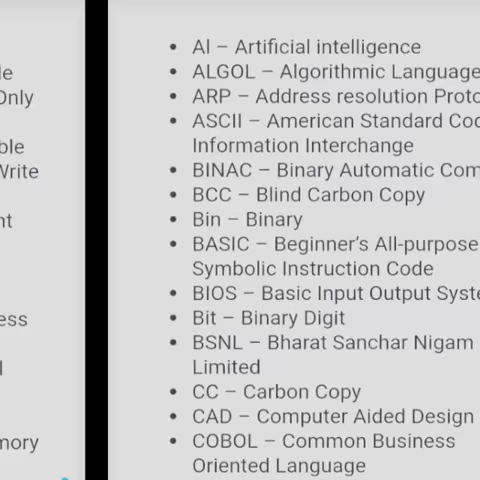 le
Only
ble
Write
nt
ess
l
mory
• AI – Artificial intelligence
• ALGOL – Algorithmic Language
• ARP – Address resolution Proto
• ASCII – American Standard Cod
Information Interchange
• BINAC – Binary Automatic Com
• BCC – Blind Carbon Copy
• Bin – Binary
• BASIC – Beginner’s All-purpose
Symbolic Instruction Code
• BIOS – Basic Input Output Syste
• Bit – Binary Digit
• BSNL – Bharat Sanchar Nigam
Limited
• CC – Carbon Copy
• CAD – Computer Aided Design
• COBOL – Common Business
Oriented Language